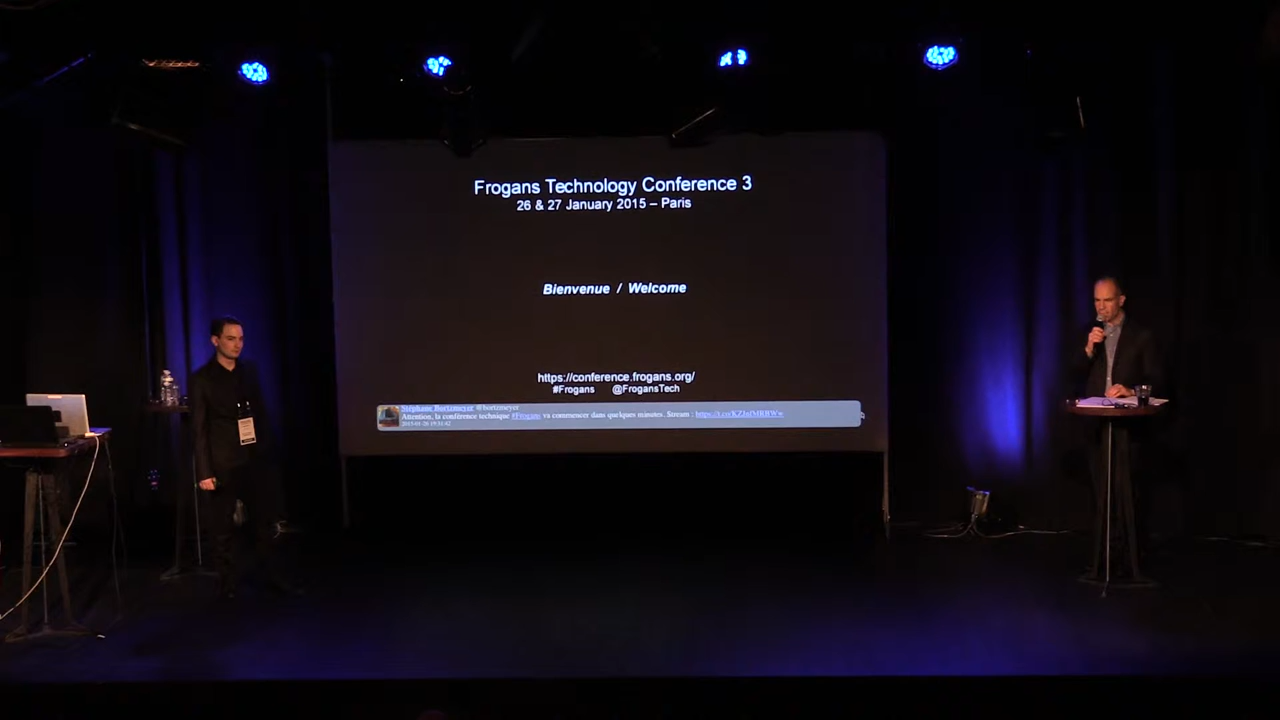 Frogans Technology Conference 3
26 & 27 January 2015 – Paris
Bienvenue / Welcome
https://conference.frogans.org/
#Frogans @FrogansTech
Stéphane Bortzmeyer @bortzmeyer
Attention, la conférence technique #Frogans va commencer dans quelques minutes. Stream :